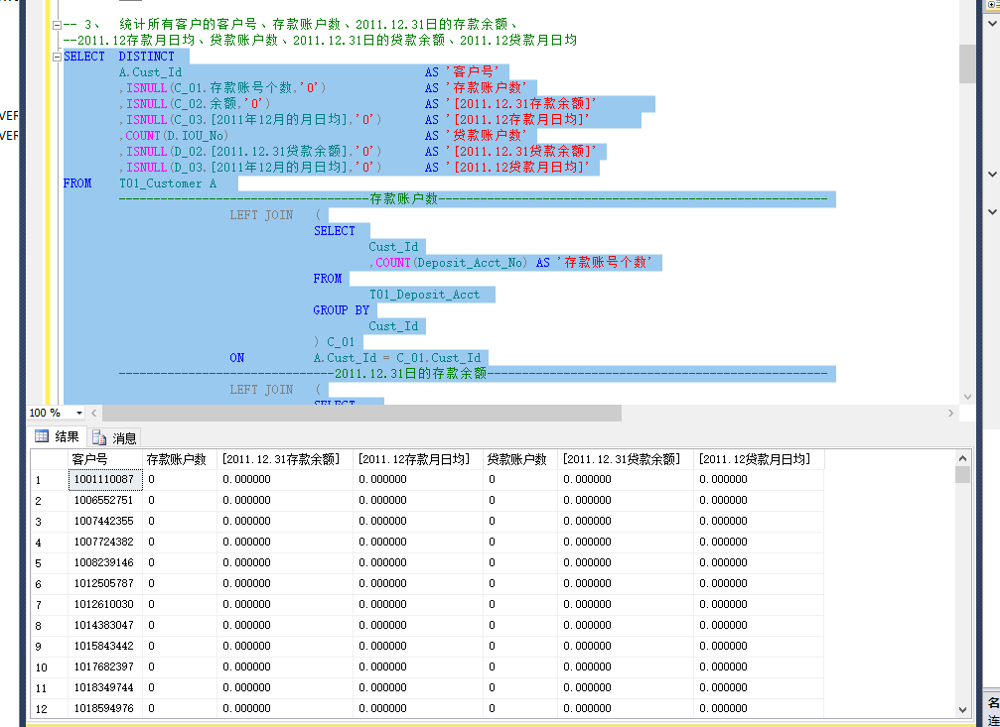 -- 3、 统计所有客户的客户号、存款账户数、2011.12.31日的存款余额、
--2011.12存款月日均、贷款账户数、2011.12.31日的贷款余额、2011.12贷款月日均
SELECT DISTINCT
A.Cust_Id AS '客户号'
,ISNULL(C_01.存款账号个数,'0') AS '存款账户数'
,ISNULL(C_02.余额,'0') AS '[2011.12.31存款余额]'
,ISNULL(C_03.[2011年12月的月日均],'0') AS '[2011.12存款月日均]'
,COUNT(D.IOU_No) AS '贷款账户数'
,ISNULL(D_02.[2011.12.31贷款余额],'0') AS '[2011.12.31贷款余额]'
,ISNULL(D_03.[2011年12月的月日均],'0') AS '[2011.12贷款月日均]'
FROM T01_Customer A
------------------------------------存款账户数--------------------------------------------------------
LEFT JOIN (
SELECT
Cust_Id
,COUNT(Deposit_Acct_No) AS '存款账号个数'
FROM
T01_Deposit_Acct
GROUP BY
Cust_Id
) C_01
ON A.Cust_Id = C_01.Cust_Id
-------------------------------2011.12.31日的存款余额-------------------------------------------------
LEFT JOIN (
SELECT
VER
VER
100 %
结果 消息
客户号 存款账户数 [2011.12.31存款余额] [2011.12存款月日均] 贷款账户数 [2011.12.31贷款余额] [2011.12贷款月日均]
1 1001110087 0 0.000000 0.000000 0 0.000000 0.000000
2 1006552751 0 0.000000 0.000000 0 0.000000 0.000000
3 1007442355 0 0.000000 0.000000 0 0.000000 0.000000
4 1007724382 0 0.000000 0.000000 0 0.000000 0.000000
5 1008239146 0 0.000000 0.000000 0 0.000000 0.000000
6 1012505787 0 0.000000 0.000000 0 0.000000 0.000000
7 1012610030 0 0.000000 0.000000 0 0.000000 0.000000
8 1014383047 0 0.000000 0.000000 0 0.000000 0.000000
9 1015843442 0 0.000000 0.000000 0 0.000000 0.000000
10 1017682397 0 0.000000 0.000000 0 0.000000 0.000000
11 1018349744 0 0.000000 0.000000 0 0.000000 0.000000
12 1018594976 0 0.000000 0.000000 0 0.000000 0.000000
名
连